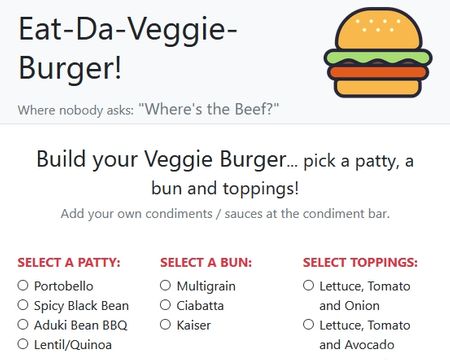 Eat-Da-Veggie-
Burger!
Where nobody asks: "Where's the Beef?"
Build your Veggie Burger... pick a patty, a
bun and toppings!
Add your own condiments / sauces at the condiment bar.
SELECT A PATTY:
Portobello
Spicy Black Bean
Aduki Bean BBQ
Lentil/Quinoa
SELECT A BUN:
Multigrain
Ciabatta
Kaiser
SELECT TOPPINGS:
Lettuce, Tomato
and Onion
Lettuce, Tomato
and Avocado